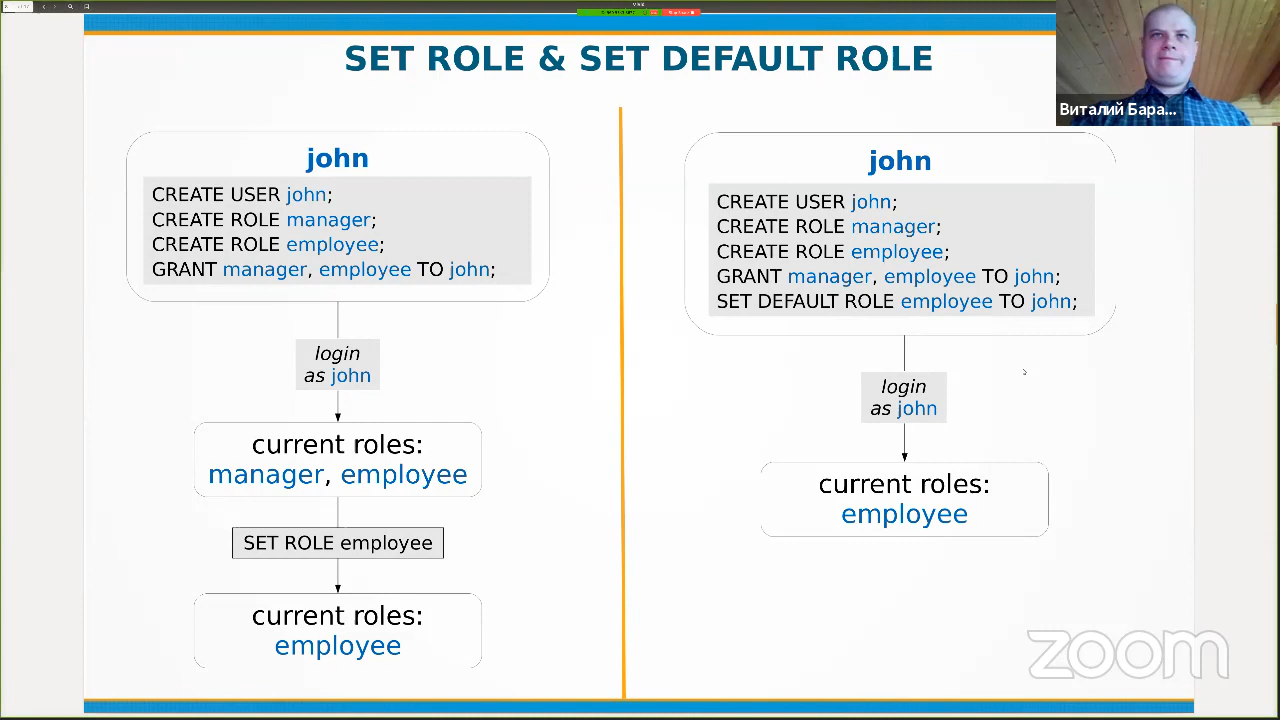 SET ROLE & SET DEFAULT ROLE
Виталий Бара...
john
CREATE USER john;
CREATE ROLE manager;
CREATE ROLE employee;
GRANT manager, employee TO john;
login
as john
current roles:
manager, employee
SET ROLE employee
current roles:
employee
john
CREATE USER john;
CREATE ROLE manager;
CREATE ROLE employee;
GRANT manager, employee TO john;
SET DEFAULT ROLE employee TO john;
login
as john
current roles:
employee
zoom